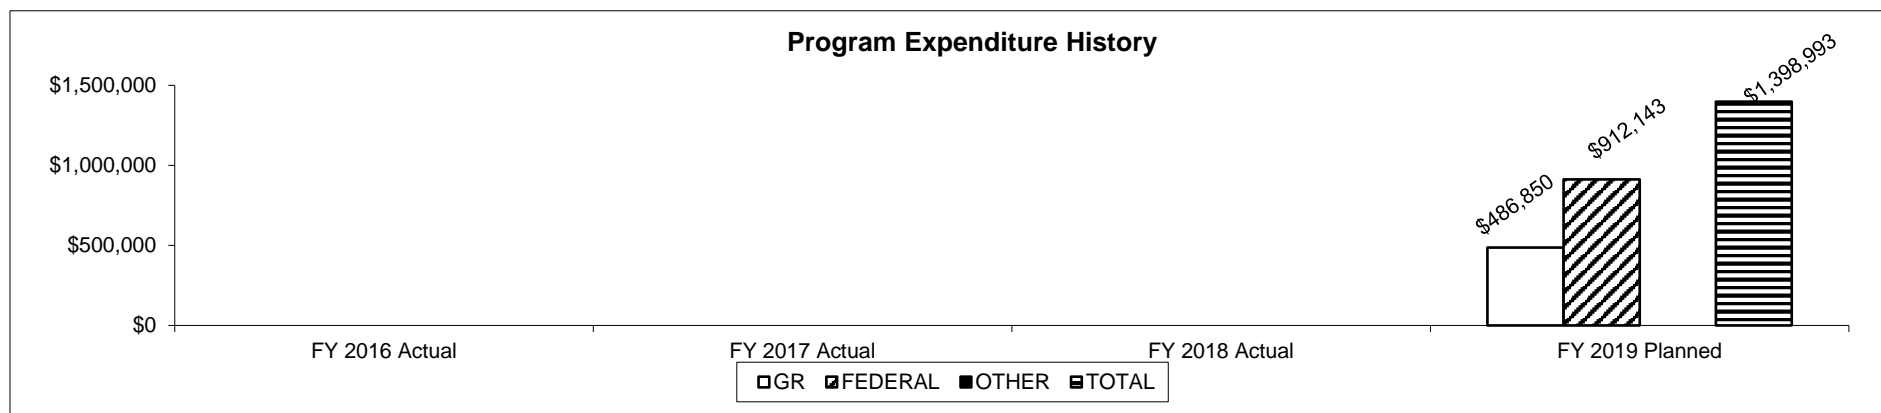 Program Expenditure History
$1,500,000
$1,000,000
$500,000
$0
$486,850
$912,143
$1,398,993
FY 2016 Actual
FY 2017 Actual
FY 2018 Actual
FY 2019 Planned
GR FEDERAL OTHER TOTAL